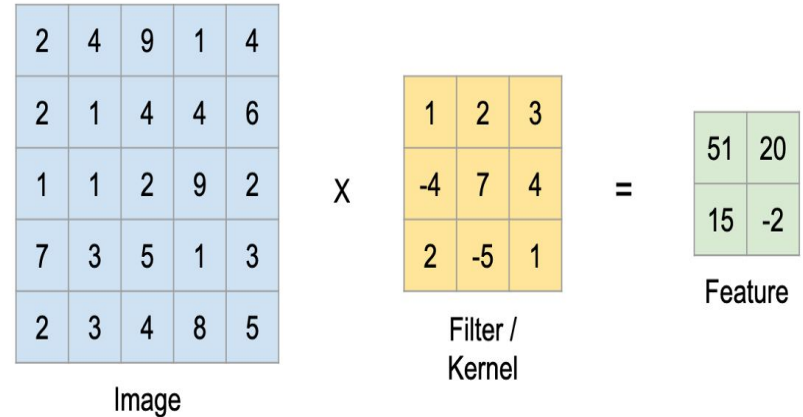 2 4 9 1 4
2 1 4 4 6
1 1 2 9 2
7 3 5 1 3
2 3 4 8 5
Image
X
1 2 3
-4 7 4
2 -5 1
Filter /
Kernel
=
51 20
15 -2
Feature